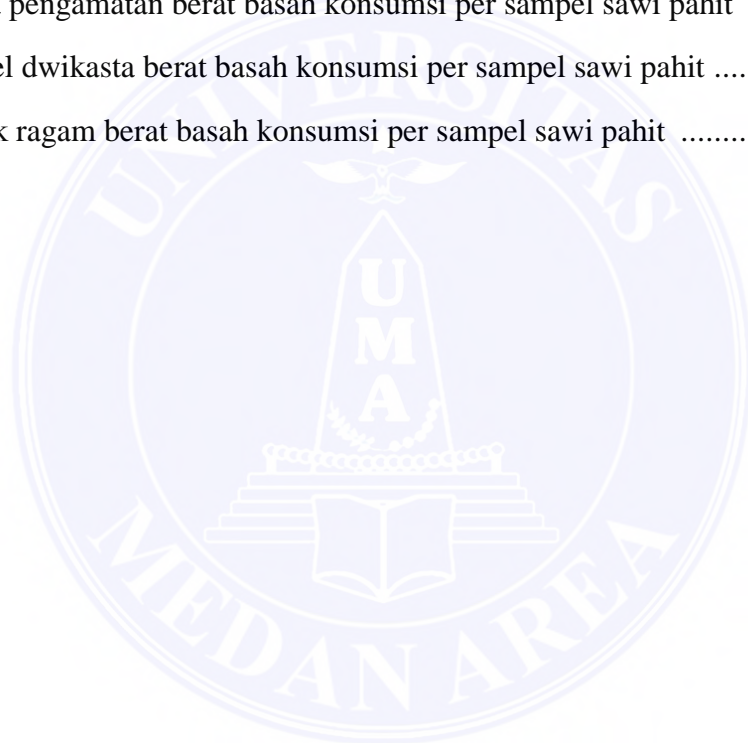 pengamatan berat basah konsumsi per sampel sawi pahit
el dwikasta berat basah konsumsi per sampel sawi pahit ....
k ragam berat basah konsumsi per sampel sawi pahit ........
UNIVERSITAS
UMA
MEDAN AREA